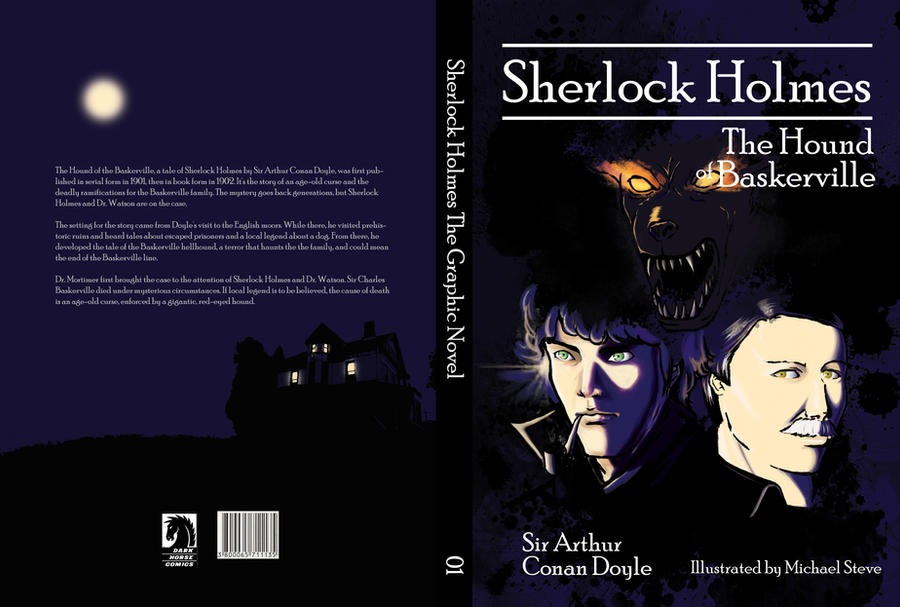 The Hound of the Baskerville, a tale of Sherlock Holmes by Sir Arthur Conan Doyle, was first pub-
lished in serial form in 1901, then in book form in 1902. It's the story of an age-old curse and the
deadly ramifications for the Baskerville family. The mystery goes back generations, but Sherlock
Holmes and Dr. Watson are on the case.
The setting for the story came from Doyle's visit to the English moors. While there, he visited prehis-
toric ruins and heard tales about escaped prisoners and a local legend about a dog. From there, he
developed the tale of the Baskerville hellhound, a terror that haunts the the family, and could mean
the end of the Baskerville line.
Dr. Mortimer first brought the case to the attention of Sherlock Holmes and Dr. Watson. Sir Charles
Baskerville died under mysterious circumstances. If local legend is to be believed, the cause of death
is an age-old curse, enforced by a gigantic, red-eyed hound.
DARK
HORSE
COMICS
3 800065 711135
Sherlock Holmes The Graphic Novel
01
Sherlock Holmes
The Hound
of Baskerville
Sir Arthur
Conan Doyle
Illustrated by Michael Steve